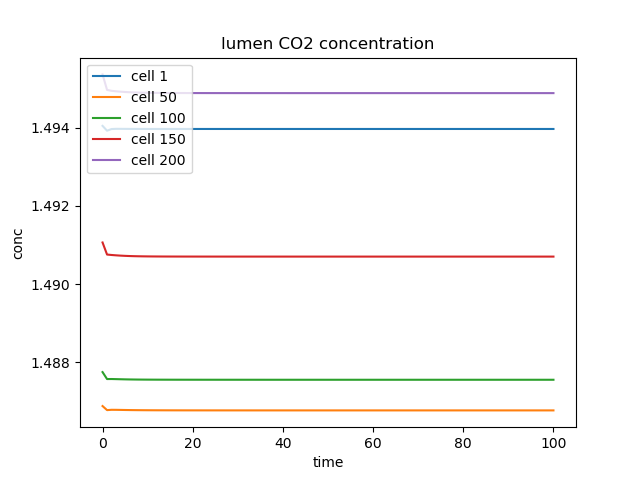 lumen CO2 concentration
cell 1
cell 50
cell 100
cell 150
cell 200
1.494
1.492
1.490
1.488
conc
0
20
40
60
80
100
time